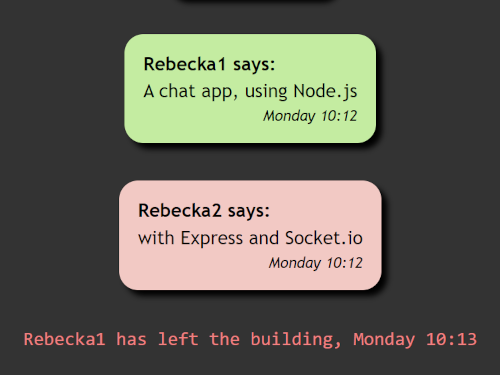 Rebecka1 says:
A chat app, using Node.js
Monday 10:12
Rebecka2 says:
with Express and Socket.io
Monday 10:12
Rebecka1 has left the building, Monday 10:13